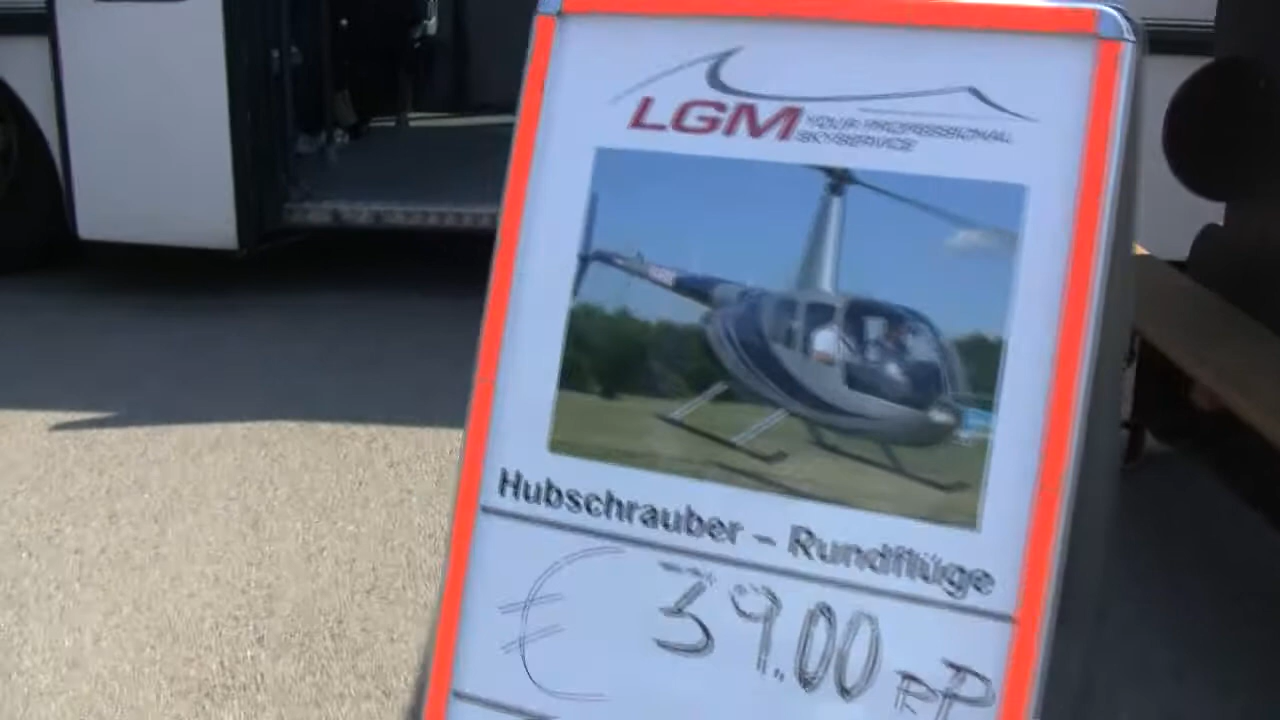 LGM YOUR PROFESSIONAL
SKYSERVICE
Hubschrauber – Rundflüge
€ 39.00 PP